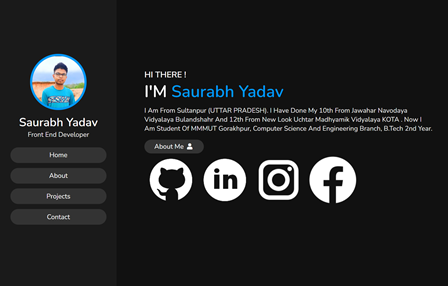 Saurabh Yadav
Front End Developer
Home
About
Projects
Contact
HI THERE !
I'M Saurabh Yadav
I Am From Sultanpur (UTTAR PRADESH). I Have Done My 10th From Jawahar Navodaya
Vidyalaya Bulandshahr And 12th From New Look Uchtar Madhyamik Vidyalaya KOTA . Now I
Am Student Of MMMUT Gorakhpur, Computer Science And Engineering Branch, B.Tech 2nd Year.
About Me
in